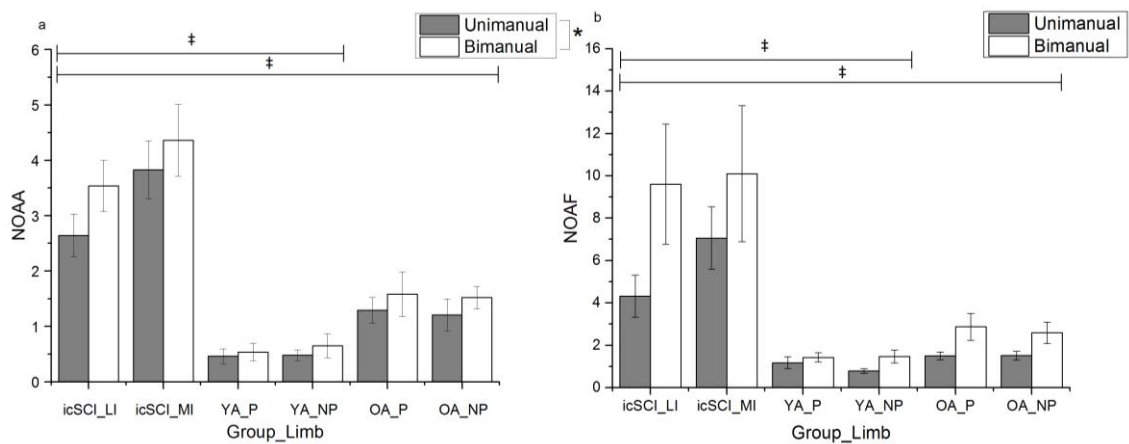 a
Unimanual
Bimanual
*
‡
‡
6
5
4
3
2
1
0
NOAA
icSCI_LI icSCI_MI YA_P YA_NP OA_P OA_NP
Group_Limb
b
Unimanual
Bimanual
‡
‡
16
14
12
10
8
6
4
2
0
NOAF
icSCI_LI icSCI_MI YA_P YA_NP OA_P OA_NP
Group_Limb